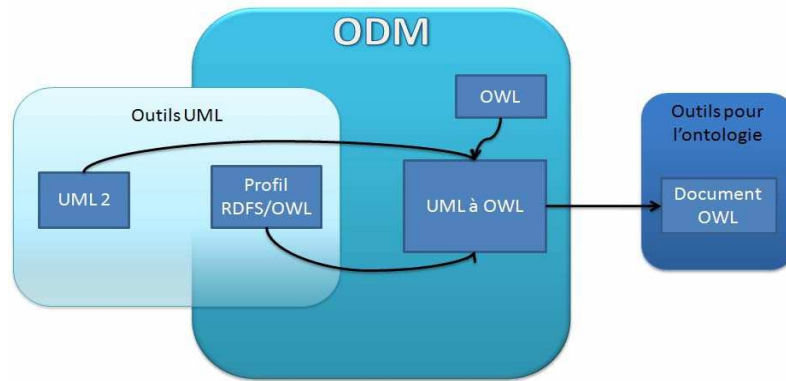 ODM
Outils UML
OWL
Outils pour
l'ontologie
UML 2
Profil
RDFS/OWL
UML à OWL
Document
OWL